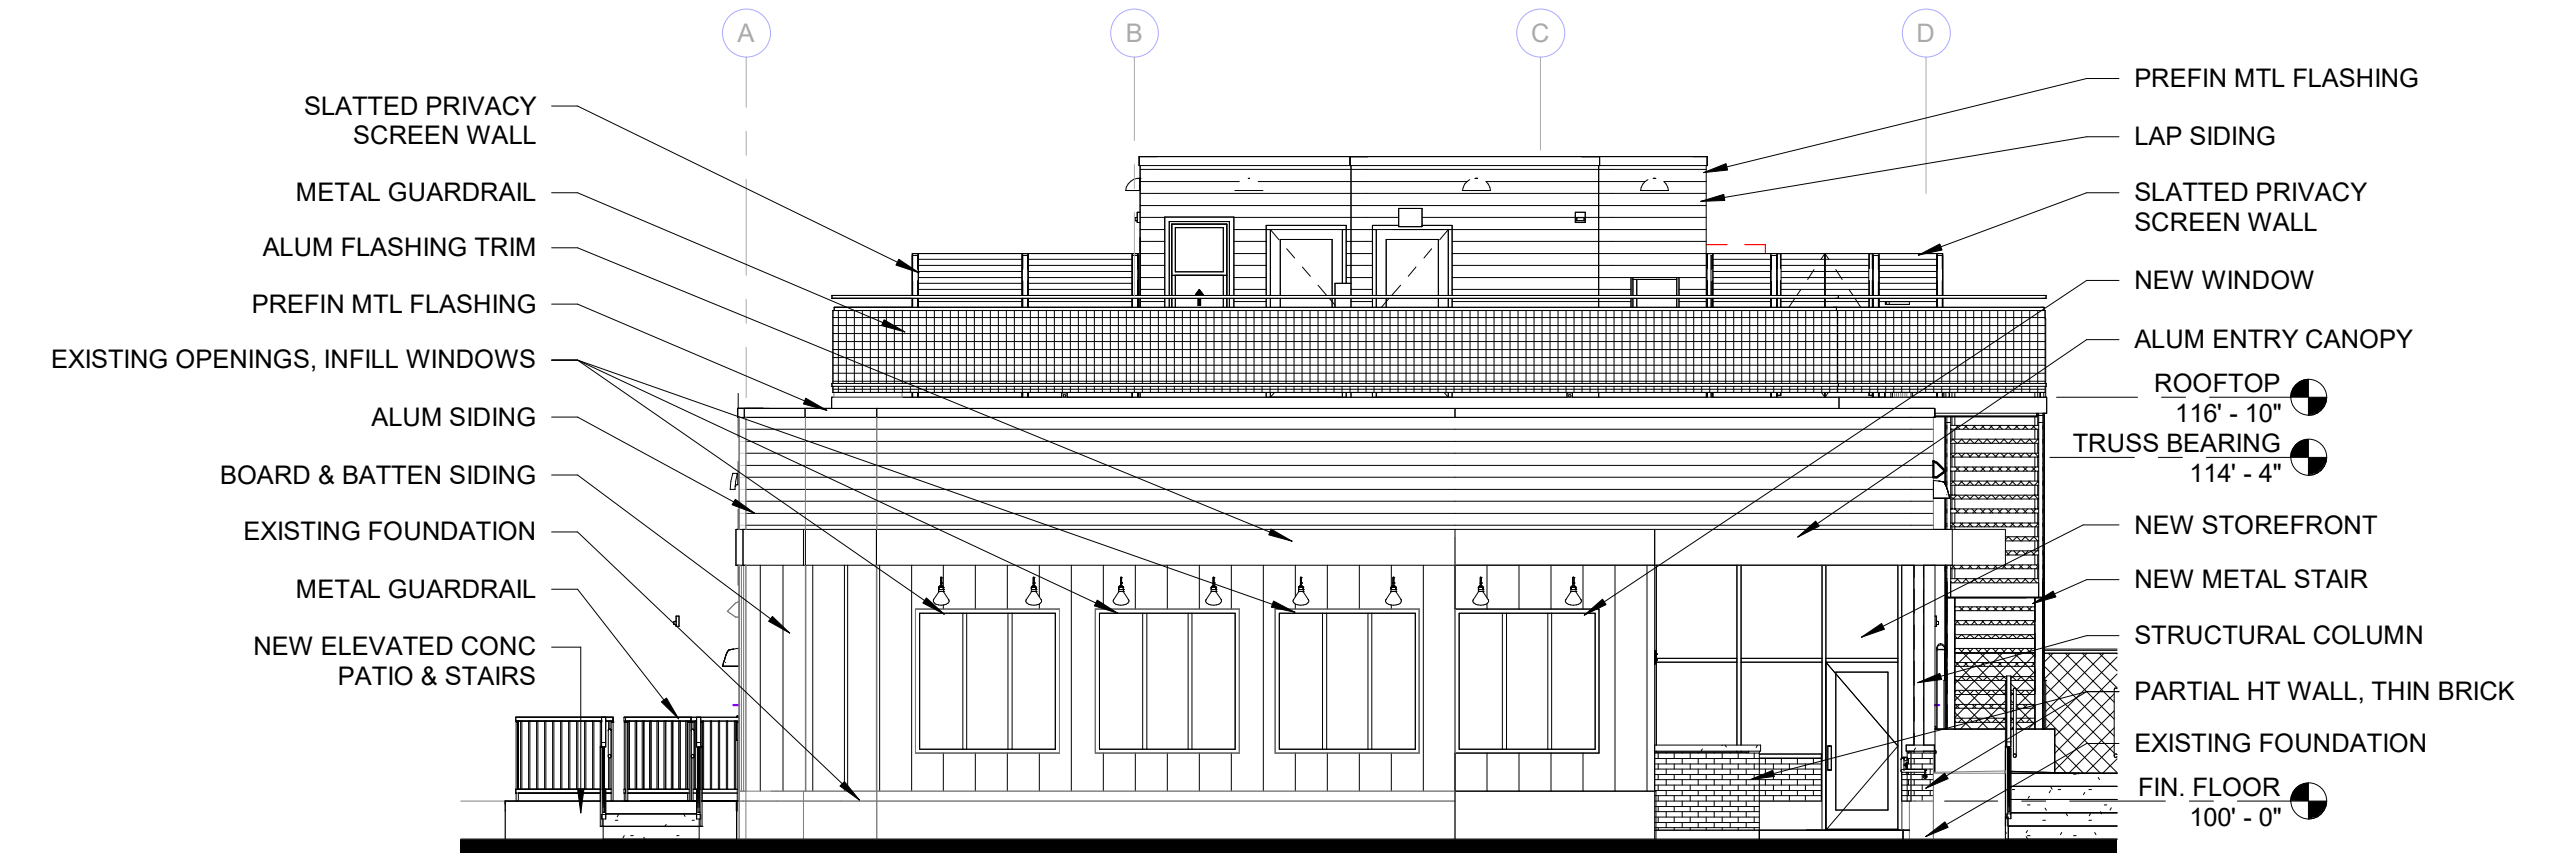 A
B
C
D
SLATTED PRIVACY
SCREEN WALL
METAL GUARDRAIL
ALUM FLASHING TRIM
PREFIN MTL FLASHING
EXISTING OPENINGS, INFILL WINDOWS
ALUM SIDING
BOARD & BATTEN SIDING
EXISTING FOUNDATION
METAL GUARDRAIL
NEW ELEVATED CONC
PATIO & STAIRS
PREFIN MTL FLASHING
LAP SIDING
SLATTED PRIVACY
SCREEN WALL
NEW WINDOW
ALUM ENTRY CANOPY
ROOFTOP
116' - 10"
TRUSS BEARING
114' - 4"
NEW STOREFRONT
NEW METAL STAIR
STRUCTURAL COLUMN
PARTIAL HT WALL, THIN BRICK
EXISTING FOUNDATION
FIN. FLOOR
100' - 0"